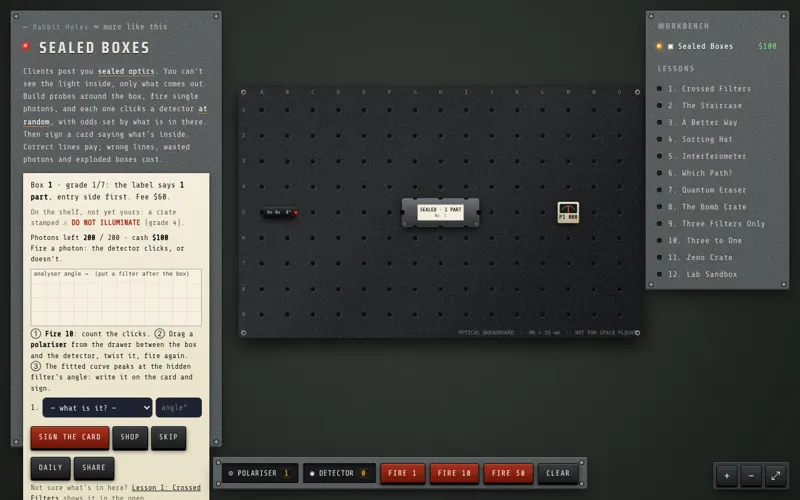 ← Rabbit Holes ≈ more like this
SEALED BOXES
Clients post you sealed optics. You can't
see the light inside, only what comes out.
Build probes around the box, fire single
photons, and each one clicks a detector at
random, with odds set by what is in there.
Then sign a card saying what's inside.
Correct lines pay; wrong lines, wasted
photons and exploded boxes cost.
Box 1 · grade 1/7: the label says 1
part, entry side first. Fee $60.
On the shelf, not yet yours: a crate
stamped ⚠ DO NOT ILLUMINATE (grade 4).
Photons left 200 / 200 · cash $100
Fire a photon: the detector clicks, or
doesn't.
analyser angle → (put a filter after the box)
① Fire 10: count the clicks. ② Drag a
polariser from the drawer between the box
and the detector, twist it, fire again.
③ The fitted curve peaks at the hidden
filter's angle: write it on the card and
sign.
1. — what is it? — angle°
SIGN THE CARD SHOP SKIP
DAILY SHARE
Not sure what's in here? Lesson 1: Crossed
Filters shows it in the open
A B C D E F G H I J K L M N O
1
2
3
4
5
6
7
8
9
He-Ne 0°
SEALED · 1 PART
No. 1
P1 000
OPTICAL BREADBOARD · M6 × 25 mm · NOT FOR SPACE FLIGHT
⊘ POLARISER 1 ◉ DETECTOR 0 FIRE 1 FIRE 10 FIRE 50 CLEAR
WORKBENCH
▣ Sealed Boxes $100
LESSONS
1. Crossed Filters
2. The Staircase
3. A Better Way
4. Sorting Hat
5. Interferometer
6. Which Path?
7. Quantum Eraser
8. The Bomb Crate
9. Three Filters Only
10. Three to One
11. Zeno Crate
12. Lab Sandbox
+ − ⤢